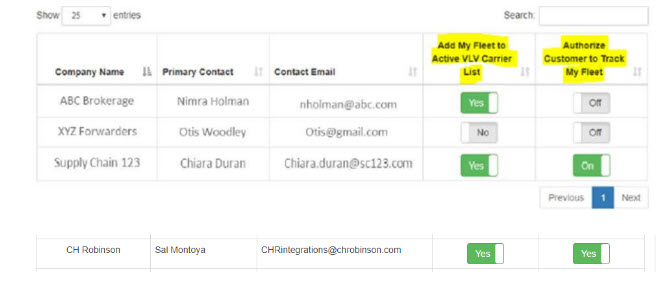 Show 25 entries Search:
Add My Fleet to Authorize
Active VLV Carrier Customer to Track
Company Name Primary Contact Contact Email List My Fleet
ABC Brokerage Nimra Holman nholman@abc.com Yes Off
XYZ Forwarders Otis Woodley Otis@gmail.com No Off
Supply Chain 123 Chiara Duran Chiara.duran@sc123.com Yes On
Previous 1 Next
CH Robinson Sal Montoya CHRintegrations@chrobinson.com Yes Yes